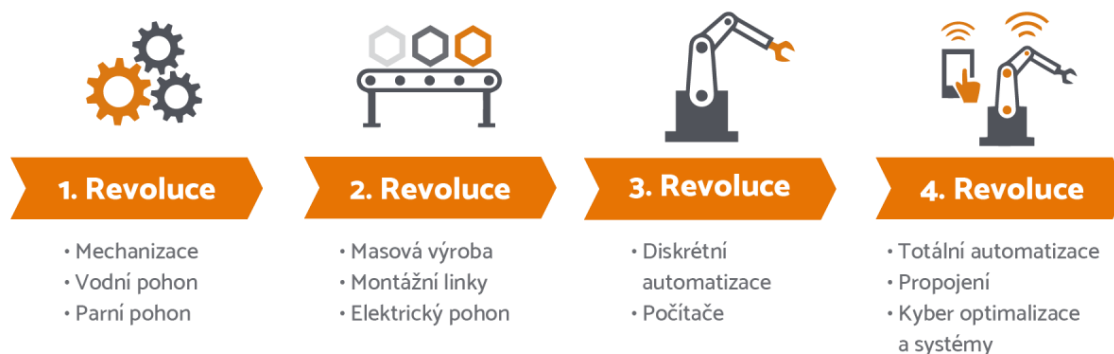 1. Revoluce
• Mechanizace
• Vodní pohon
• Parní pohon
2. Revoluce
• Masová výroba
• Montážní linky
• Elektrický pohon
3. Revoluce
• Diskrétní
automatizace
• Počítače
4. Revoluce
• Totální automatizace
• Propojení
• Kyber optimalizace
a systémy